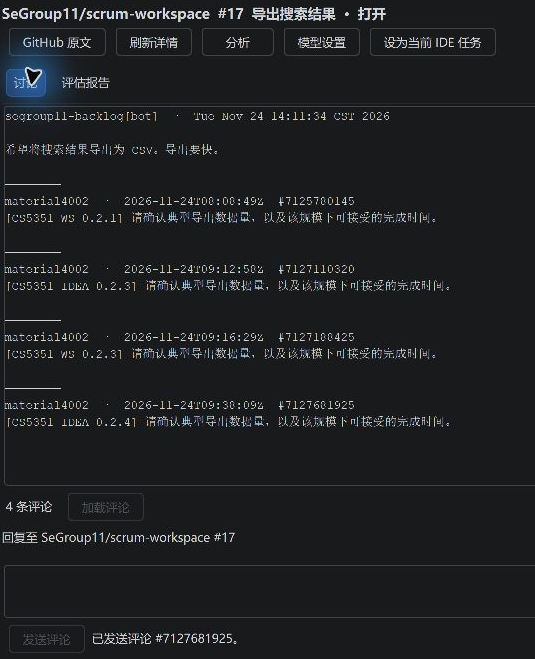 SeGroup11/scrum-workspace #17 导出搜索结果 • 打开
GitHub 原文 刷新详情 分析 模型设置 设为当前 IDE 任务
讨论 评估报告
segroup11-backlog[bot] · Tue Nov 24 14:11:34 CST 2026
希望将搜索结果导出为 CSV。导出要快。
material4002 · 2026-11-24T08:08:49Z #7125780145
[CS5351 WS 0.2.1] 请确认典型导出数据量，以及该规模下可接受的完成时间。
material4002 · 2026-11-24T09:12:58Z #7127110320
[CS5351 IDEA 0.2.3] 请确认典型导出数据量，以及该规模下可接受的完成时间。
material4002 · 2026-11-24T09:16:29Z #7127188425
[CS5351 WS 0.2.3] 请确认典型导出数据量，以及该规模下可接受的完成时间。
material4002 · 2026-11-24T09:38:09Z #7127681925
[CS5351 IDEA 0.2.4] 请确认典型导出数据量，以及该规模下可接受的完成时间。
4 条评论 加载评论
回复至 SeGroup11/scrum-workspace #17
发送评论 已发送评论 #7127681925。